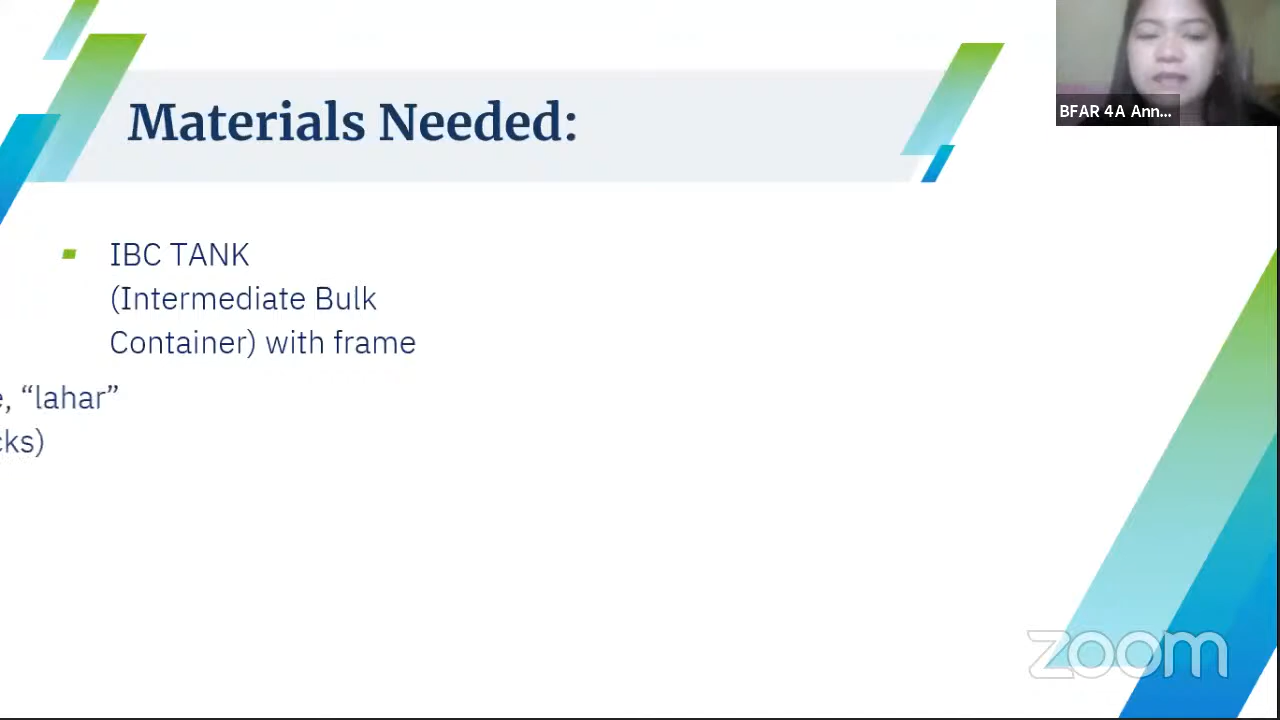 BFAR 4A Ann...
Materials Needed:
IBC TANK
(Intermediate Bulk
Container) with frame
, “lahar”
cks)
zoom